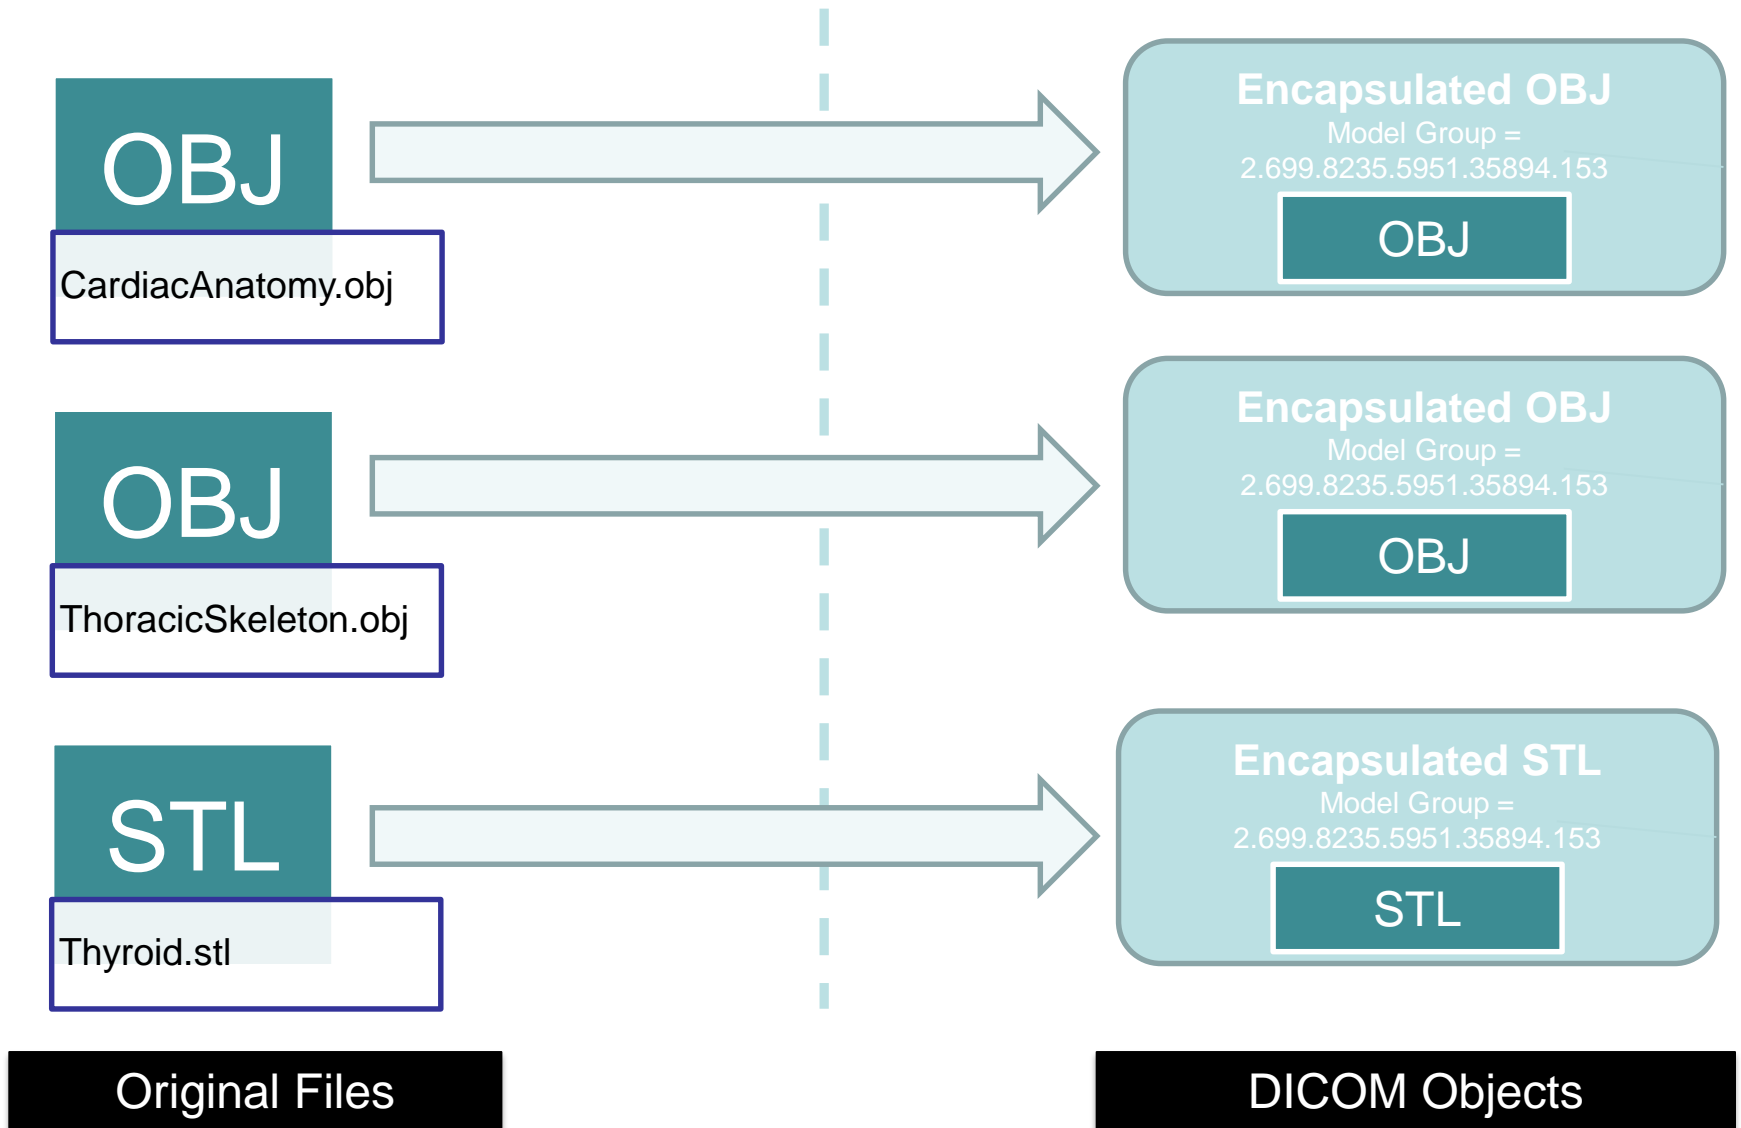 OBJ
CardiacAnatomy.obj
Encapsulated OBJ
Model Group =
2.699.8235.5951.35894.153
OBJ
OBJ
ThoracicSkeleton.obj
Encapsulated OBJ
Model Group =
2.699.8235.5951.35894.153
OBJ
STL
Thyroid.stl
Encapsulated STL
Model Group =
2.699.8235.5951.35894.153
STL
Original Files
DICOM Objects